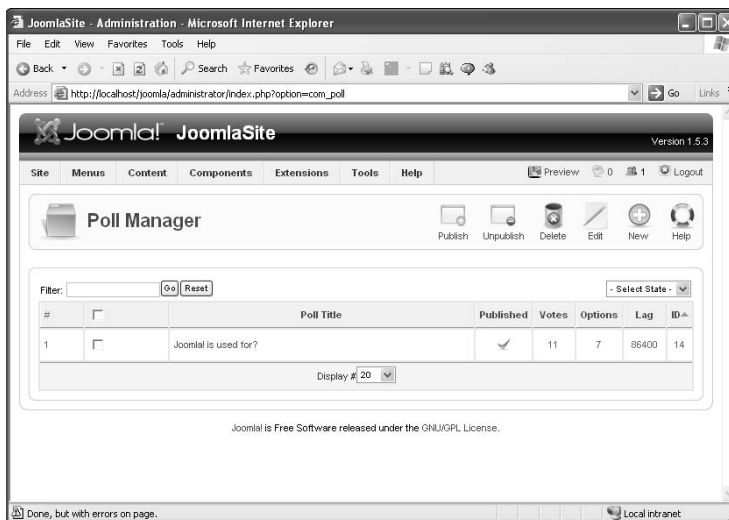 JoomlaSite - Administration - Microsoft Internet Explorer
File Edit View Favorites Tools Help
Back Search Favorites
Address http://localhost/joomla/administrator/index.php?option=com_poll Go Links
Joomla! JoomlaSite
Version 1.5.3
Site Menus Content Components Extensions Tools Help Preview 0 1 Logout
Poll Manager
Publish Unpublish Delete Edit New Help
Filter: Go Reset - Select State -
# Poll Title Published Votes Options Lag ID
1 Joomla! is used for? 11 7 86400 14
Display # 20
Joomla! is Free Software released under the GNU/GPL License.
Done, but with errors on page. Local intranet